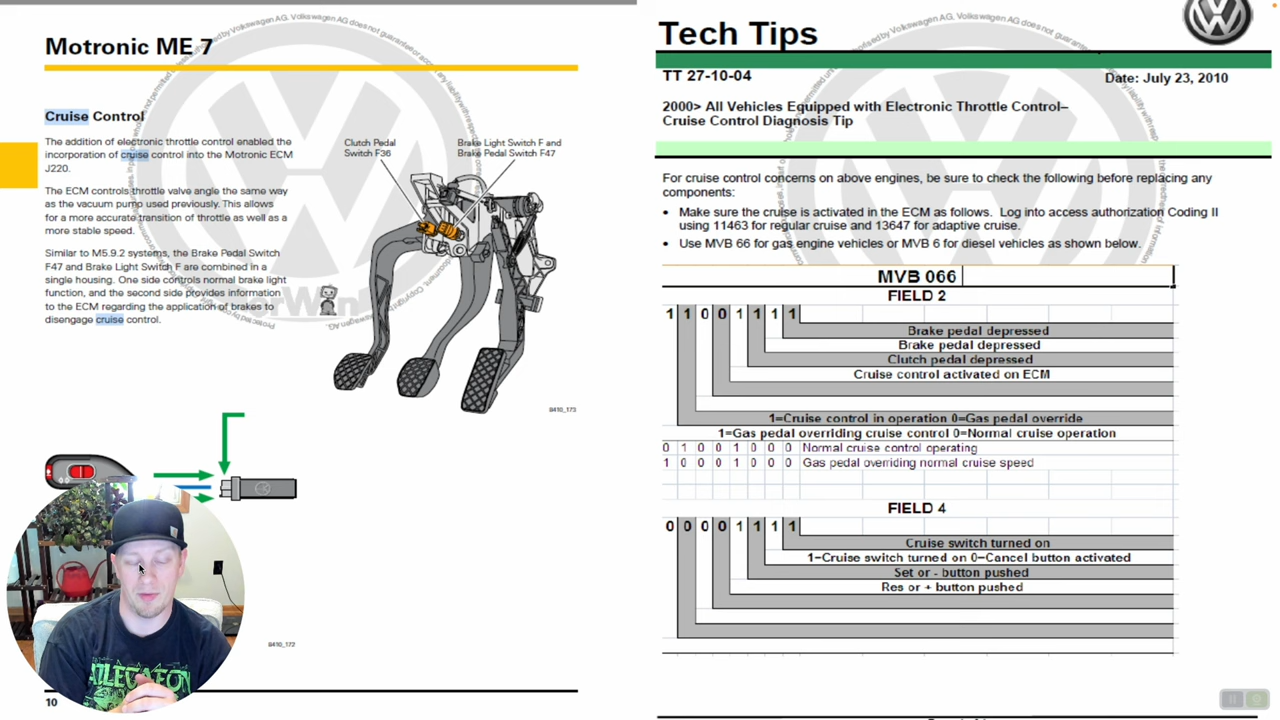 Motronic ME 7
Cruise Control
The addition of electronic throttle control enabled the
incorporation of cruise control into the Motronic ECM
J220.
The ECM controls throttle valve angle the same way
as the vacuum pump used previously. This allows
for a more accurate transition of throttle as well as a
more stable speed.
Similar to M5.9.2 systems, the Brake Pedal Switch
F47 and Brake Light Switch F are combined in a
single housing. One side controls normal brake light
function, and the second side provides information
to the ECM regarding the application of brakes to
disengage cruise control.
Clutch Pedal
Switch F36
Brake Light Switch F and
Brake Pedal Switch F47
8410_173
8410_172
10
Tech Tips
TT 27-10-04
Date: July 23, 2010
2000> All Vehicles Equipped with Electronic Throttle Control–
Cruise Control Diagnosis Tip
For cruise control concerns on above engines, be sure to check the following before replacing any
components:
• Make sure the cruise is activated in the ECM as follows. Log into access authorization Coding II
using 11463 for regular cruise and 13647 for adaptive cruise.
• Use MVB 66 for gas engine vehicles or MVB 6 for diesel vehicles as shown below.
MVB 066
FIELD 2
1 1 0 0 1 1 1 1
Brake pedal depressed
Brake pedal depressed
Clutch pedal depressed
Cruise control activated on ECM
1=Cruise control in operation 0=Gas pedal override
1=Gas pedal overriding cruise control 0=Normal cruise operation
0 1 0 0 1 0 0 0 Normal cruise control operating
1 0 0 0 1 0 0 0 Gas pedal overriding normal cruise speed
FIELD 4
0 0 0 0 1 1 1 1
Cruise switch turned on
1–Cruise switch turned on 0–Cancel button activated
Set or - button pushed
Res or + button pushed